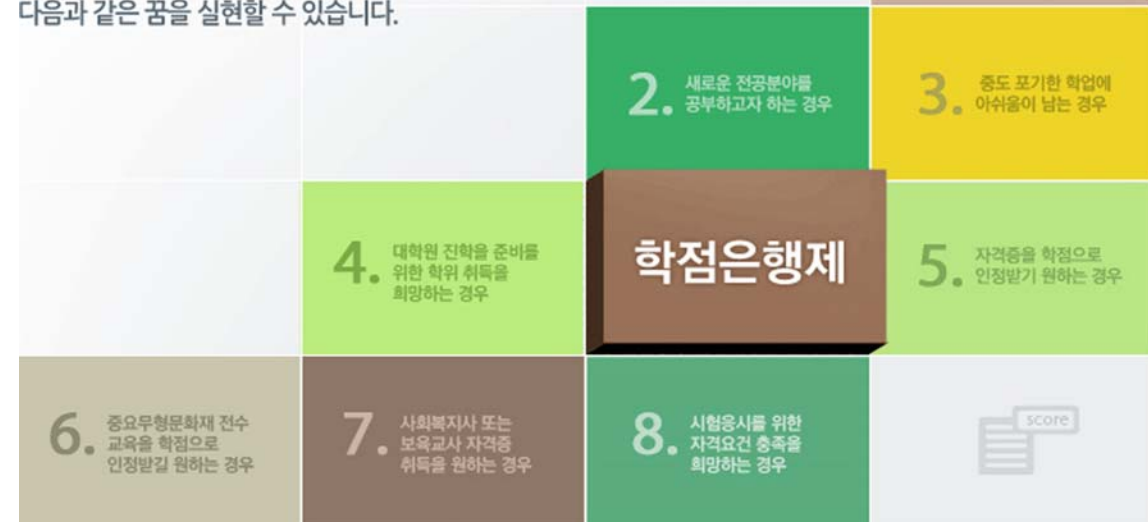 다음과 같은 꿈을 실현할 수 있습니다.
2. 새로운 전공분야를
공부하고자 하는 경우
3. 중도 포기한 학업에
아쉬움이 남는 경우
4. 대학원 진학을 준비를
위한 학위 취득을
희망하는 경우
학점은행제
5. 자격증을 학점으로
인정받기 원하는 경우
6. 중요무형문화재 전수
교육을 학점으로
인정받길 원하는 경우
7. 사회복지사 또는
보육교사 자격증
취득을 원하는 경우
8. 시험응시를 위한
자격요건 충족을
희망하는 경우
score